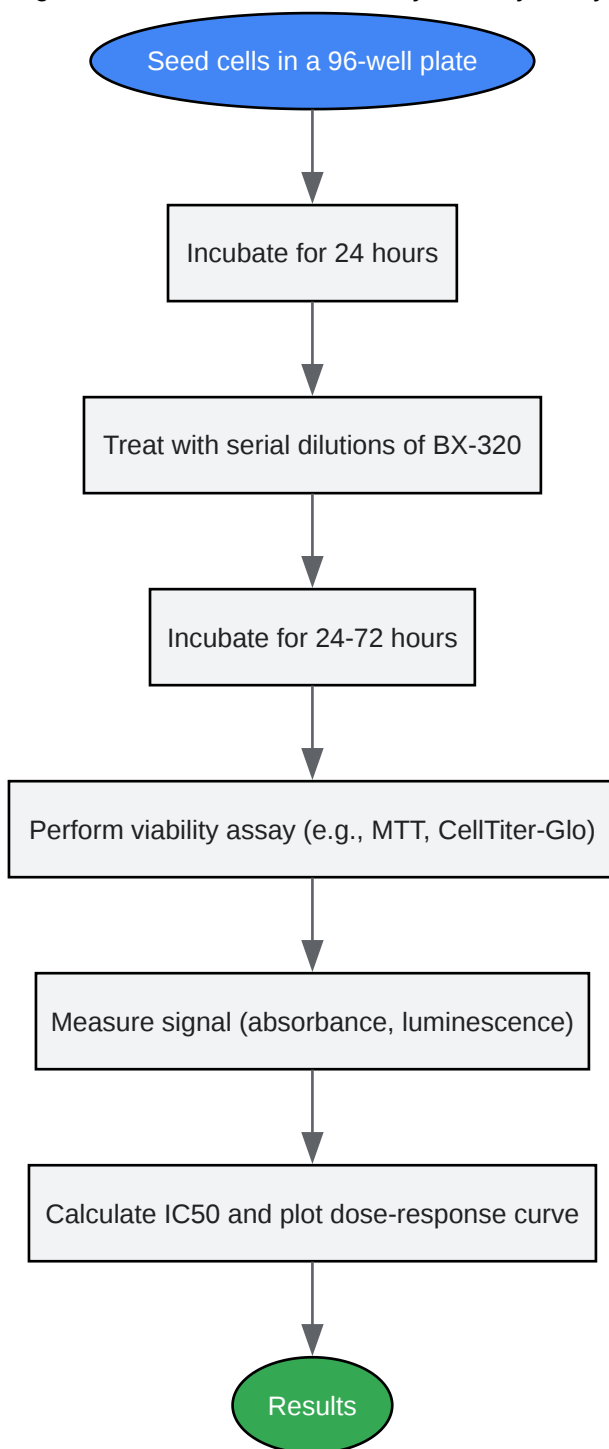 Seed cells in a 96-well plate
Incubate for 24 hours
Treat with serial dilutions of BX-320
Incubate for 24-72 hours
Perform viability assay (e.g., MTT, CellTiter-Glo)
Measure signal (absorbance, luminescence)
Calculate IC50 and plot dose-response curve
Results